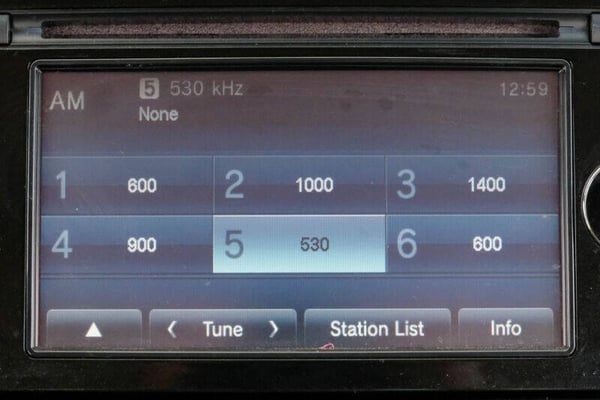 AM 5 530 kHz 12:59
None
1 600 2 1000 3 1400
4 900 5 530 6 600
▲ < Tune > Station List Info